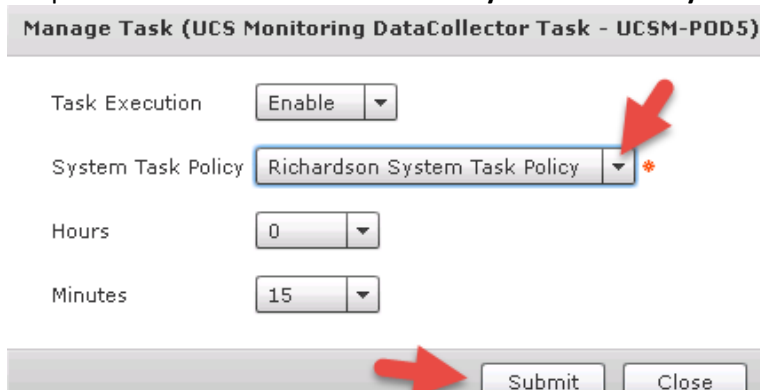 Manage Task (UCS Monitoring DataCollector Task - UCSM-POD5)
Task Execution Enable
System Task Policy Richardson System Task Policy *
Hours 0
Minutes 15
Submit Close